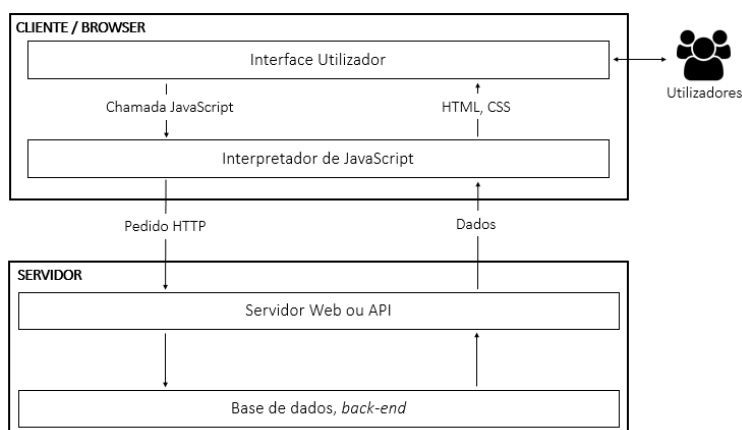 CLIENTE / BROWSER
Interface Utilizador
Utilizadores
Chamada JavaScript
HTML, CSS
Interpretador de JavaScript
Pedido HTTP
Dados
SERVIDOR
Servidor Web ou API
Base de dados, back-end